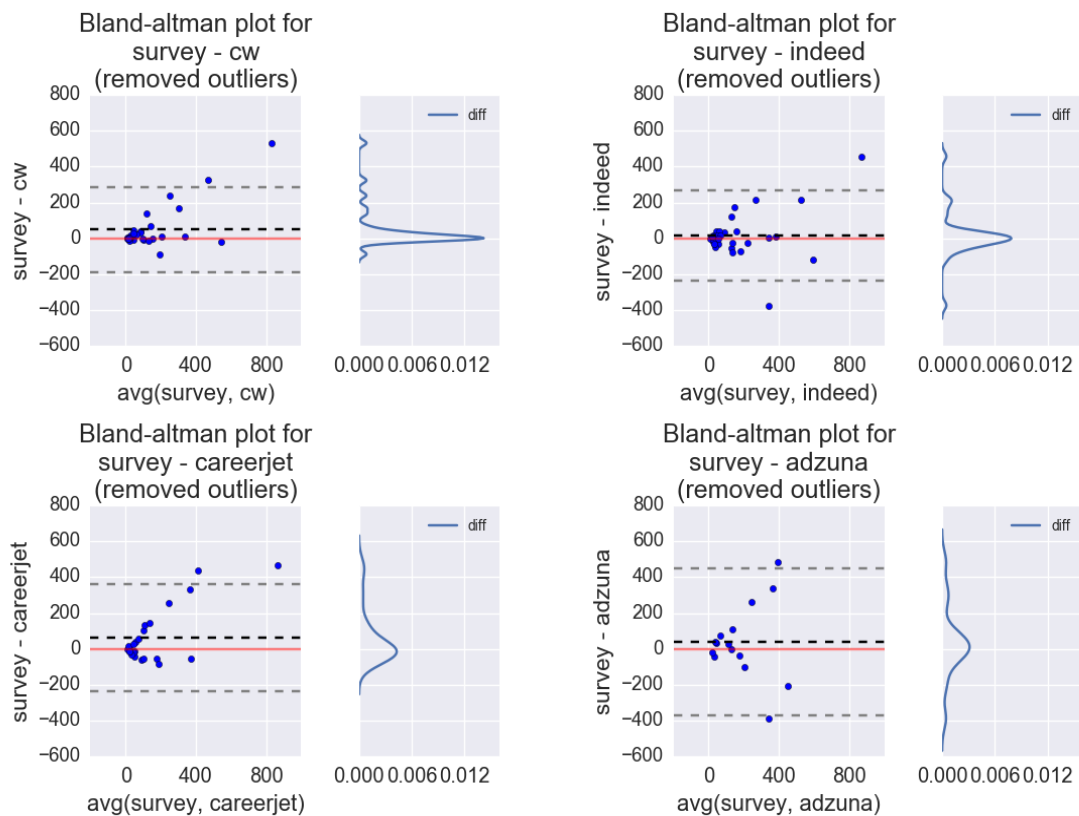 Bland-altman plot for
survey - cw
(removed outliers)
800
600
400
200
0
−200
−400
−600
survey - cw
0
400
800
avg(survey, cw)
diff
0.000
0.006
0.012
Bland-altman plot for
survey - indeed
(removed outliers)
800
600
400
200
0
−200
−400
−600
survey - indeed
0
400
800
avg(survey, indeed)
diff
0.000
0.006
0.012
Bland-altman plot for
survey - careerjet
(removed outliers)
800
600
400
200
0
−200
−400
−600
survey - careerjet
0
400
800
avg(survey, careerjet)
diff
0.000
0.006
0.012
Bland-altman plot for
survey - adzuna
(removed outliers)
800
600
400
200
0
−200
−400
−600
survey - adzuna
0
400
800
avg(survey, adzuna)
diff
0.000
0.006
0.012